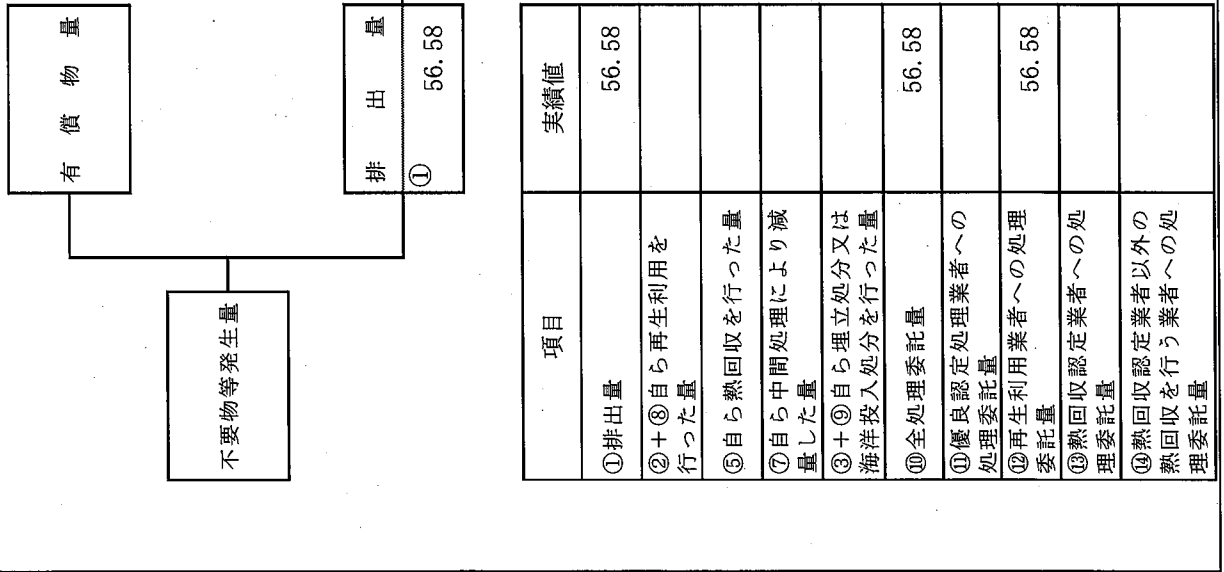 有償物量
不要物等発生量
排出量
① 56.58
項目 実績値
①排出量 56.58
②+⑧自ら再生利用を
行った量
⑤自ら熱回収を行った量
⑦自ら中間処理により減
量した量
③+⑨自ら埋立処分又は
海洋投入処分を行った量
⑩全処理委託量 56.58
⑪優良認定処理業者への
処理委託量
⑫再生利用業者への処理
委託量 56.58
⑬熱回収認定業者への処
理委託量
⑭熱回収認定業者以外の
熱回収を行う業者への処
理委託量